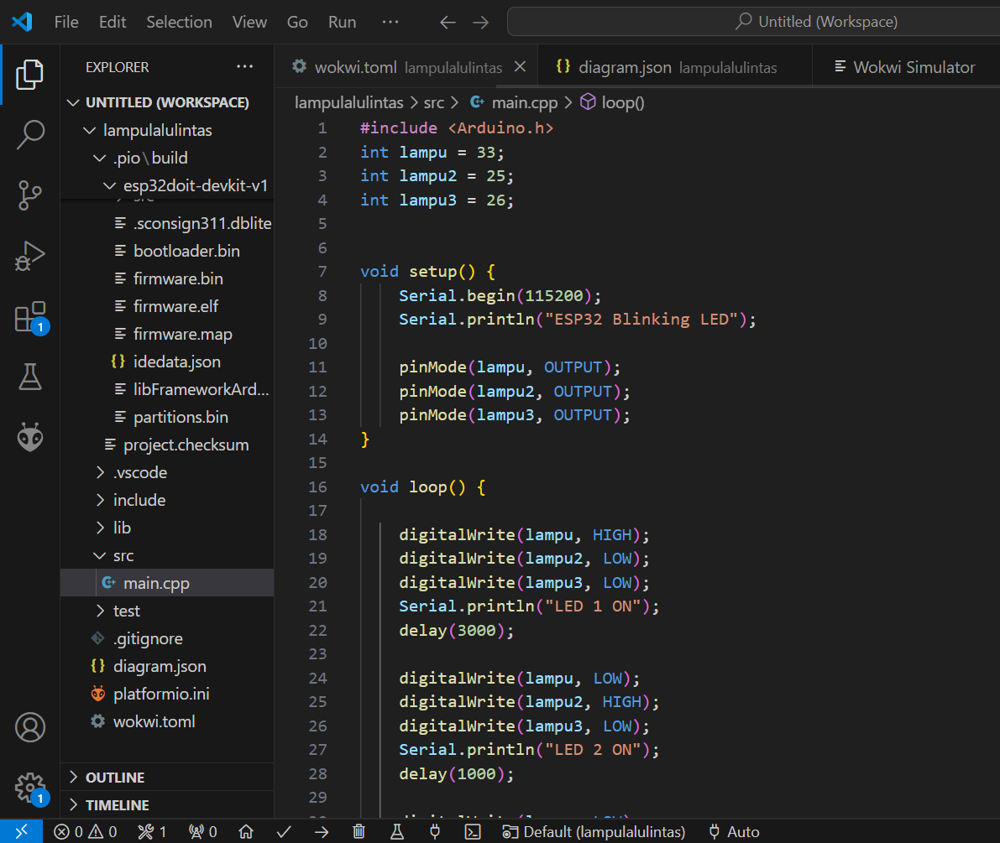 File Edit Selection View Go Run ··· Untitled (Workspace)
EXPLORER ···
UNTITLED (WORKSPACE)
lampulalulintas
.pio\build
esp32doit-devkit-v1
.sconsign311.dblite
bootloader.bin
firmware.bin
firmware.elf
firmware.map
idedata.json
libFrameworkArd...
partitions.bin
project.checksum
.vscode
include
lib
src
main.cpp
test
.gitignore
diagram.json
platformio.ini
wokwi.toml
OUTLINE
TIMELINE
1
1
wokwi.toml lampulalulintas
diagram.json lampulalulintas
Wokwi Simulator
lampulalulintas > src > main.cpp > loop()
1 #include <Arduino.h>
2 int lampu = 33;
3 int lampu2 = 25;
4 int lampu3 = 26;
5
6
7 void setup() {
8 Serial.begin(115200);
9 Serial.println("ESP32 Blinking LED");
10
11 pinMode(lampu, OUTPUT);
12 pinMode(lampu2, OUTPUT);
13 pinMode(lampu3, OUTPUT);
14 }
15
16 void loop() {
17
18 digitalWrite(lampu, HIGH);
19 digitalWrite(lampu2, LOW);
20 digitalWrite(lampu3, LOW);
21 Serial.println("LED 1 ON");
22 delay(3000);
23
24 digitalWrite(lampu, LOW);
25 digitalWrite(lampu2, HIGH);
26 digitalWrite(lampu3, LOW);
27 Serial.println("LED 2 ON");
28 delay(1000);
29
0 0 1 0 Default (lampulalulintas) Auto